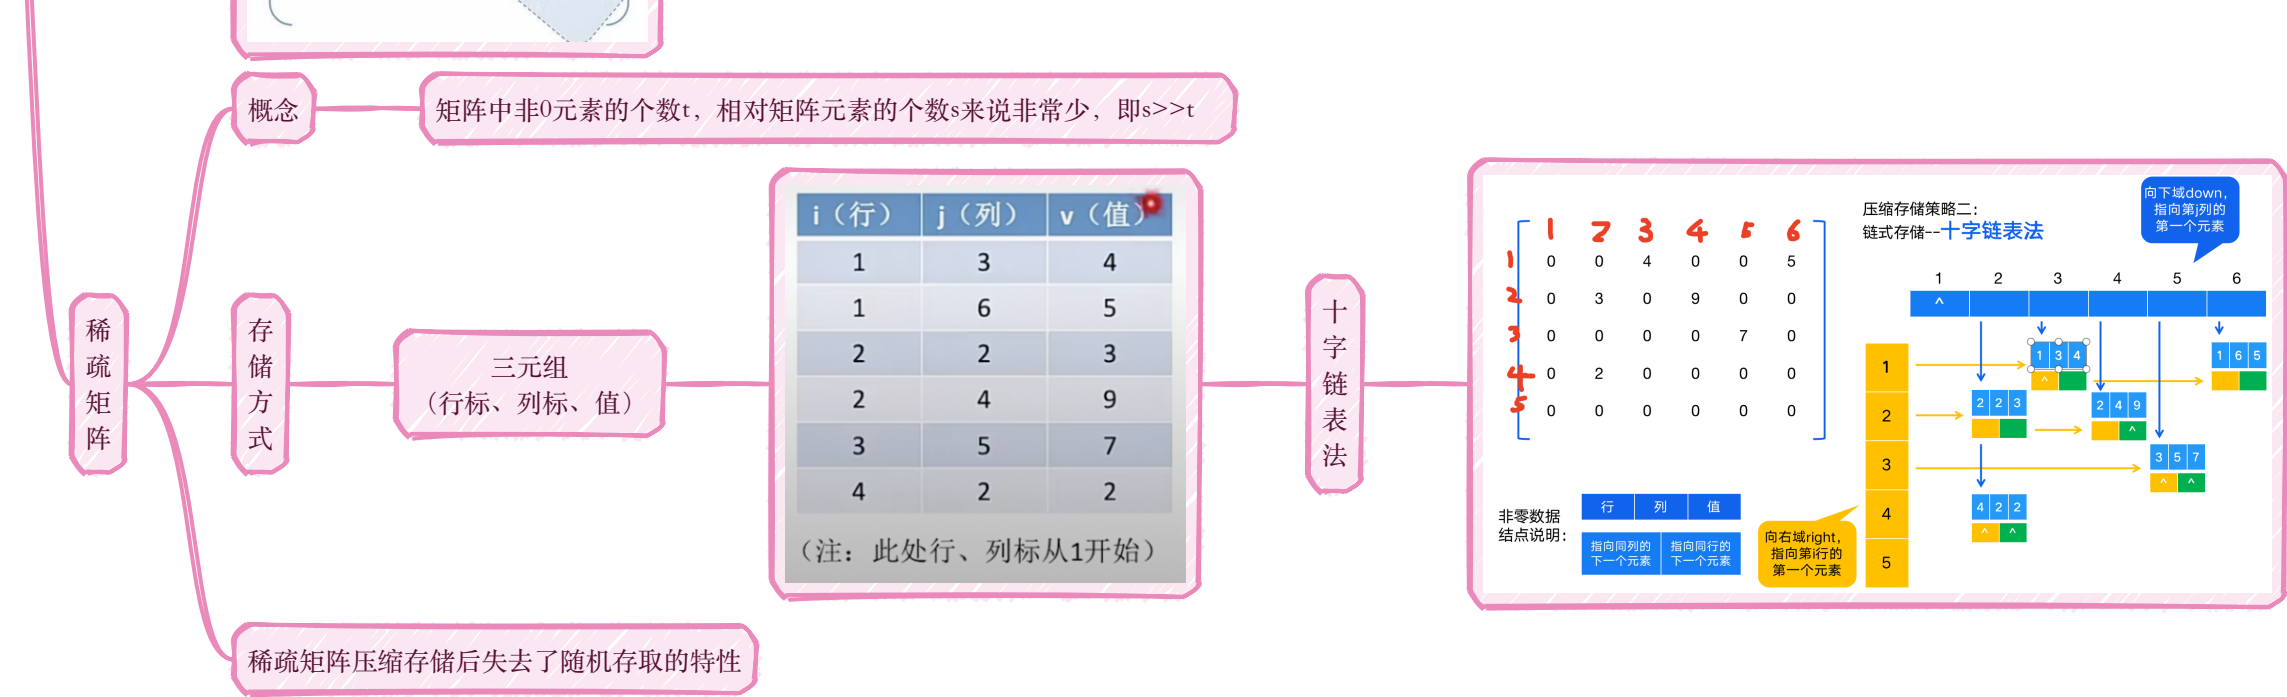 概念
矩阵中非0元素的个数t，相对矩阵元素的个数s来说非常少，即s>>t
稀疏矩阵
存储方式
三元组
（行标、列标、值）
i（行） j（列） v（值）
1 3 4
1 6 5
2 2 3
2 4 9
3 5 7
4 2 2
（注：此处行、列标从1开始）
十字链表法
1 2 3 4 5 6
1 0 0 4 0 0 5
2 0 3 0 9 0 0
3 0 0 0 0 7 0
4 0 2 0 0 0 0
5 0 0 0 0 0 0
非零数据
结点说明：
行 列 值
指向同列的
下一个元素
指向同行的
下一个元素
压缩存储策略二：
链式存储--十字链表法
向下域down，
指向第j列的
第一个元素
1 2 3 4 5 6
^
1
2
3
4
5
1 3 4
^
1 6 5
2 2 3
2 4 9
^
3 5 7
^ ^
4 2 2
^ ^
向右域right，
指向第i行的
第一个元素
稀疏矩阵压缩存储后失去了随机存取的特性